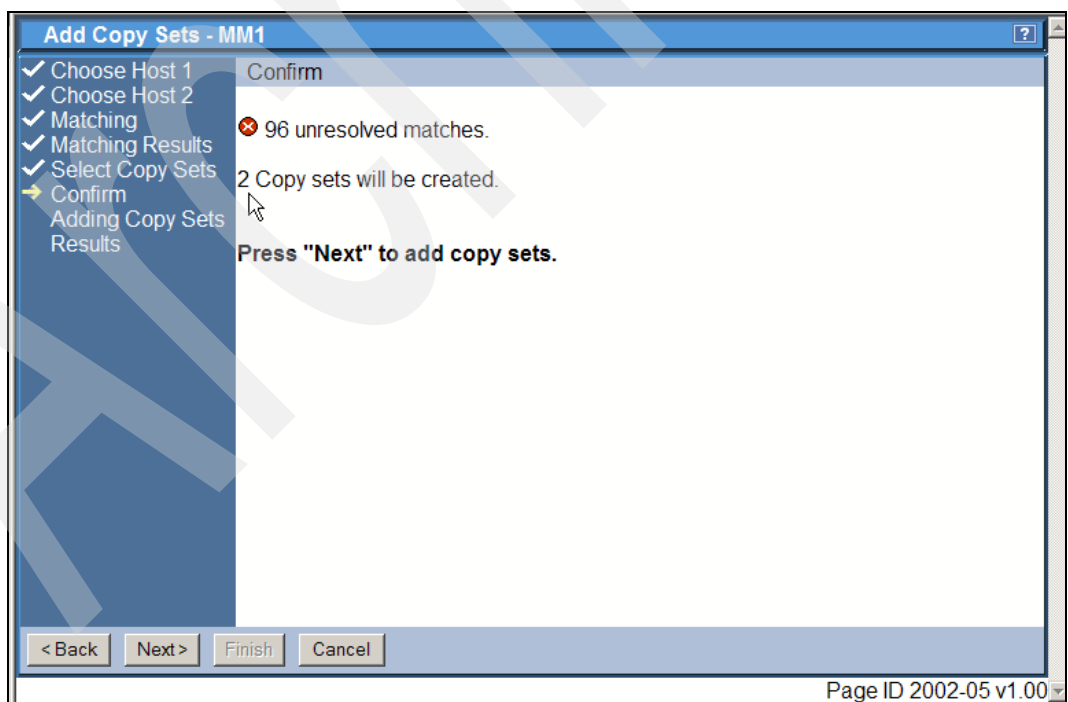 Add Copy Sets - MM1
?
Choose Host 1
Choose Host 2
Matching
Matching Results
Select Copy Sets
Confirm
Adding Copy Sets
Results
Confirm
96 unresolved matches.
2 Copy sets will be created.
Press "Next" to add copy sets.
< Back
Next >
Finish
Cancel
Page ID 2002-05 v1.00